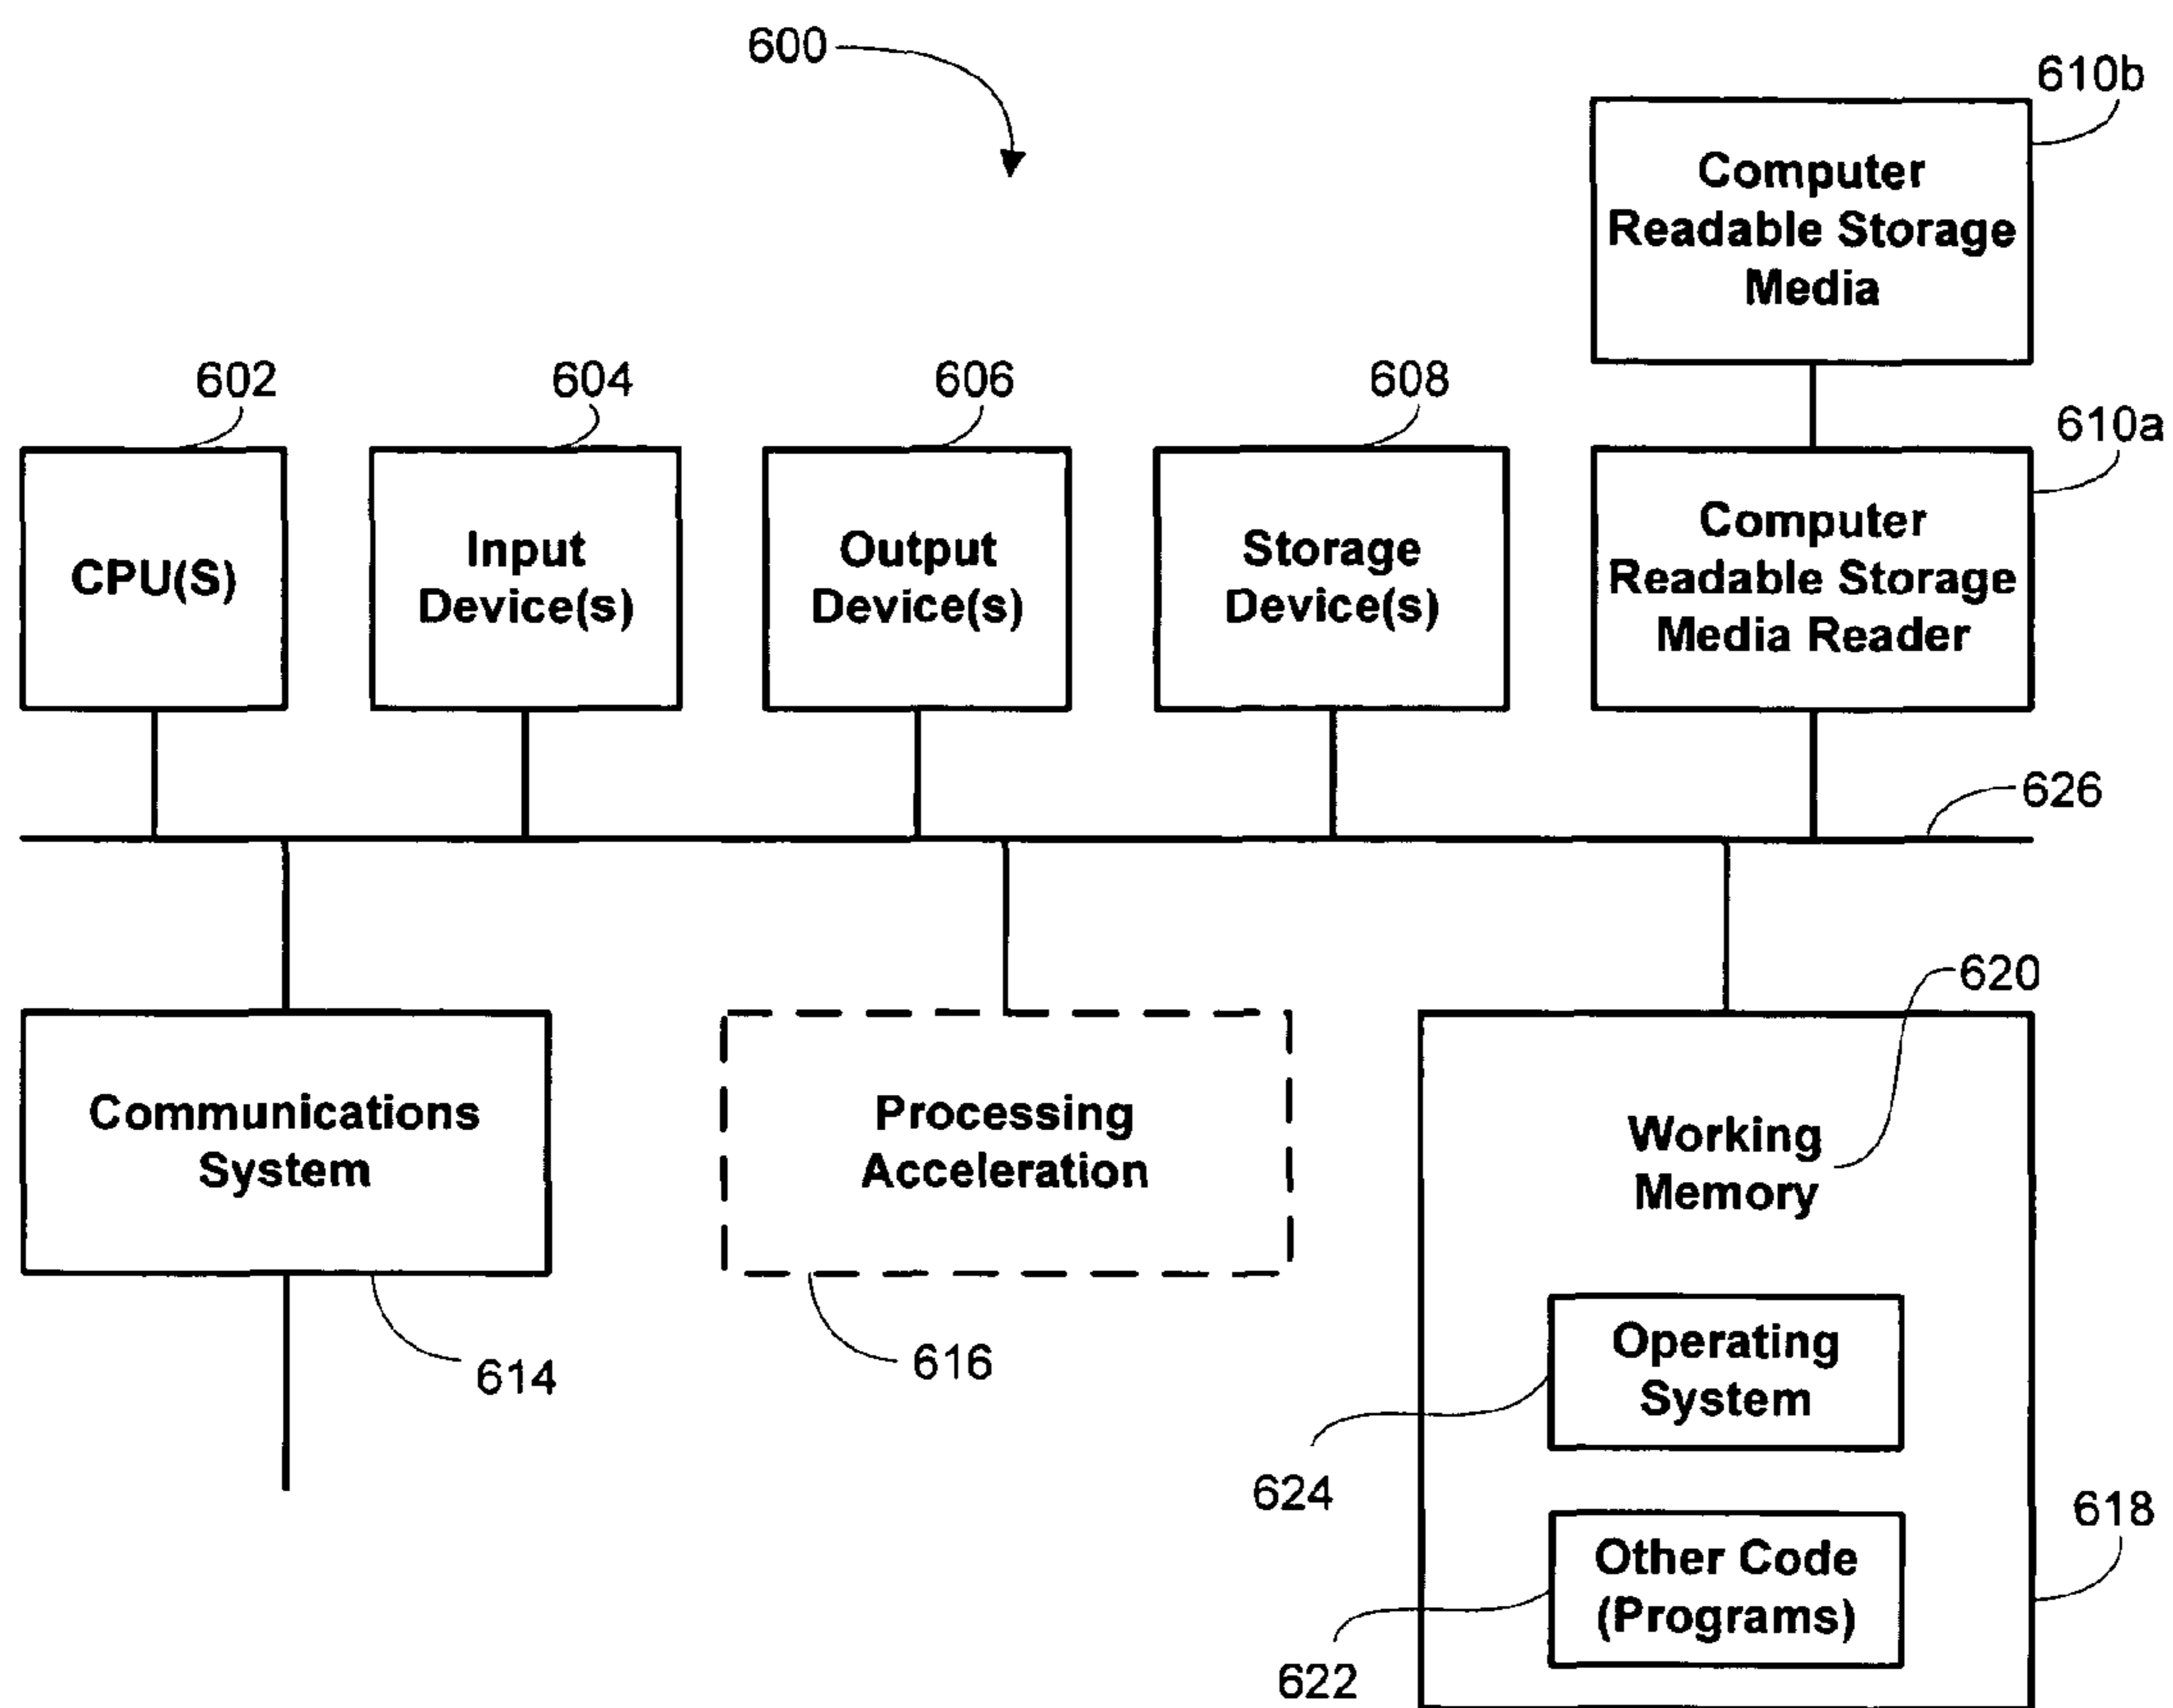 600
610b
Computer
Readable Storage
Media
602
604
606
608
610a
CPU(S)
Input
Device(s)
Output
Device(s)
Storage
Device(s)
Computer
Readable Storage
Media Reader
626
620
Communications
System
Processing
Acceleration
Working
Memory
614
616
Operating
System
624
618
Other Code
(Programs)
622